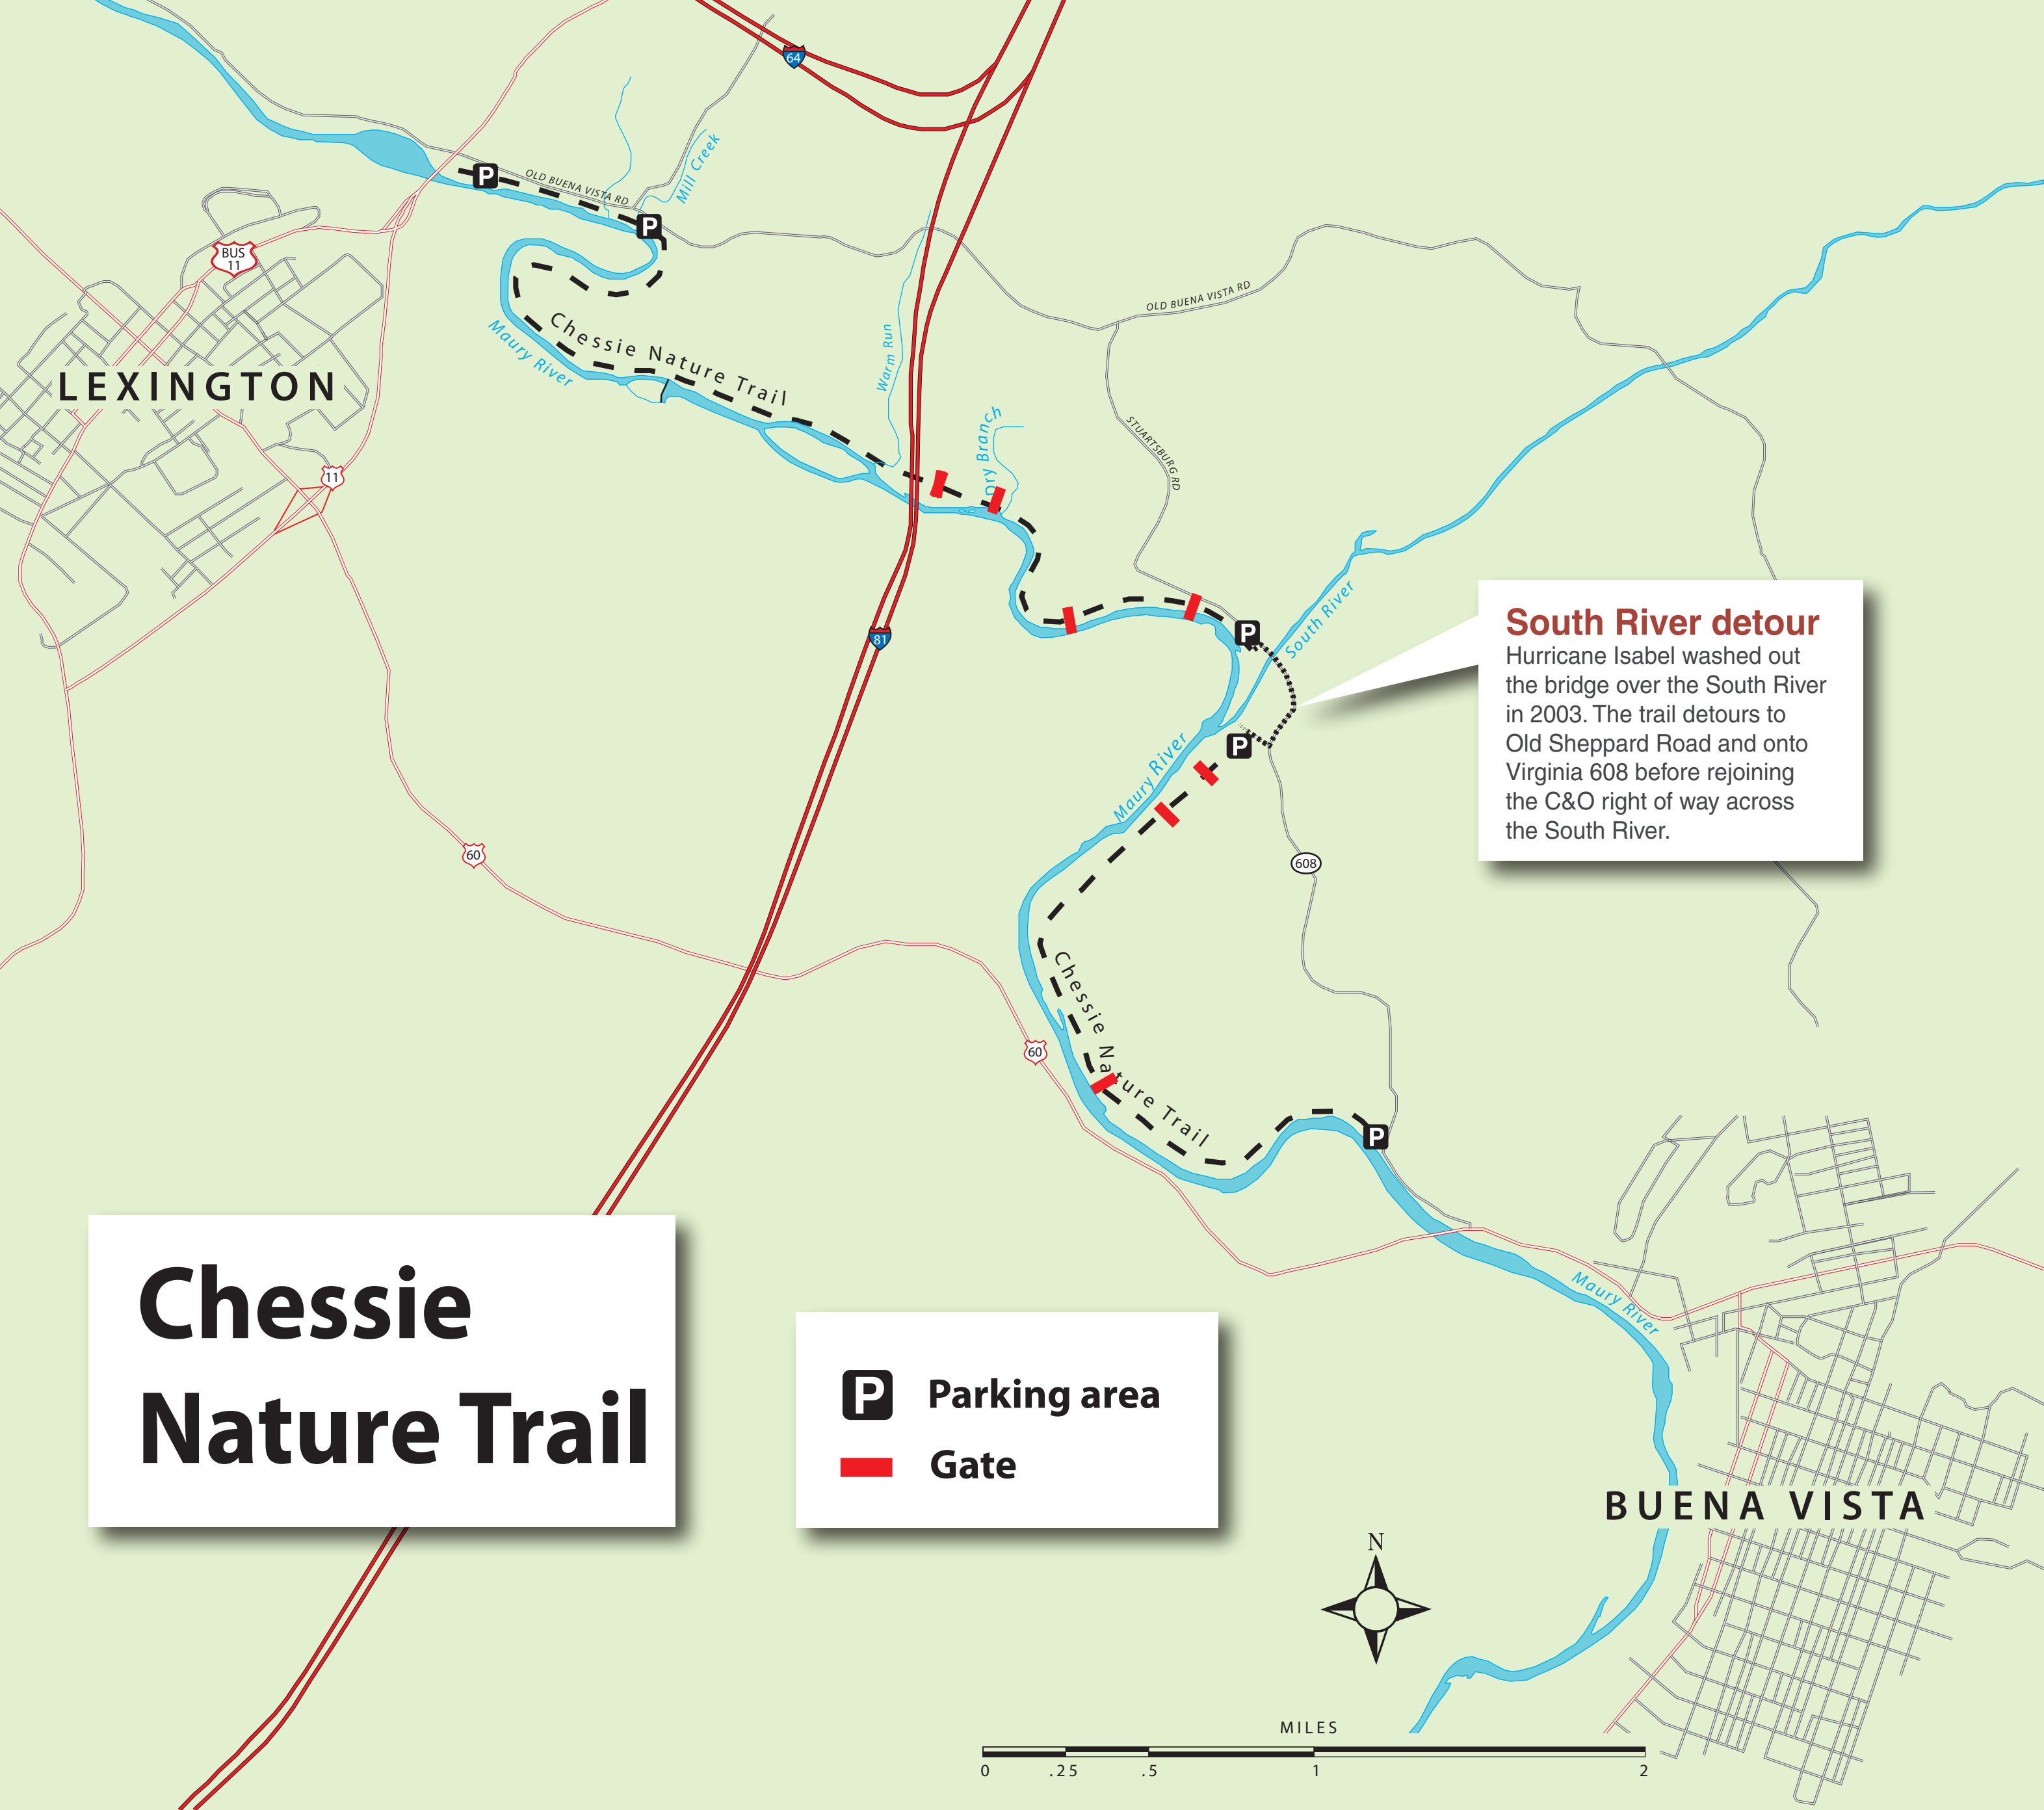 64
P
OLD BUENA VISTA RD
Mill Creek
P
BUS
11
OLD BUENA VISTA RD
Chessie Nature Trail
Maury River
Warm Run
LEXINGTON
Dry Branch
STUARTSBURG RD
11
South River
P
81
South River detour
Hurricane Isabel washed out
the bridge over the South River
in 2003. The trail detours to
Old Sheppard Road and onto
Virginia 608 before rejoining
the C&O right of way across
the South River.
P
Maury River
60
608
Chessie Nature Trail
60
P
Chessie
Nature Trail
Maury River
P Parking area
Gate
BUENA VISTA
N
MILES
0 .25 .5 1 2